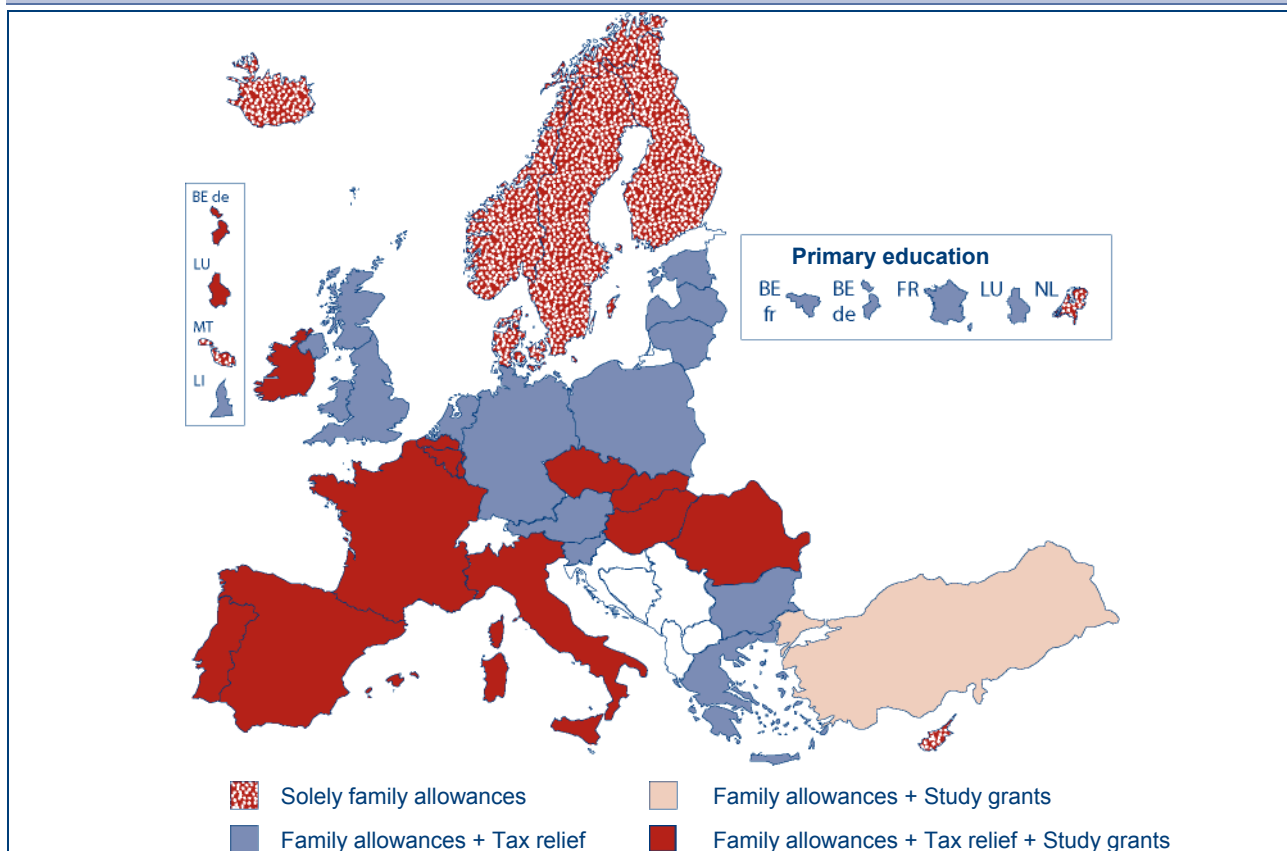 BE de
LU
MT
LI
Primary education
BE fr
BE de
FR
LU
NL
Solely family allowances
Family allowances + Study grants
Family allowances + Tax relief
Family allowances + Tax relief + Study grants